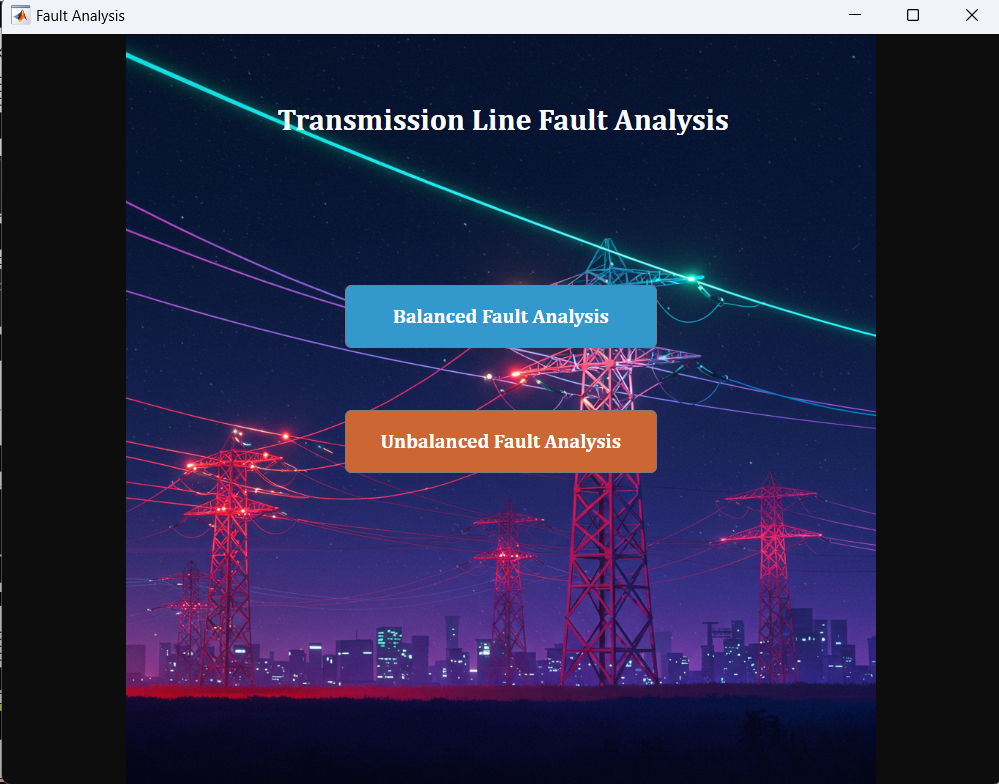 Fault Analysis
Transmission Line Fault Analysis
Balanced Fault Analysis
Unbalanced Fault Analysis